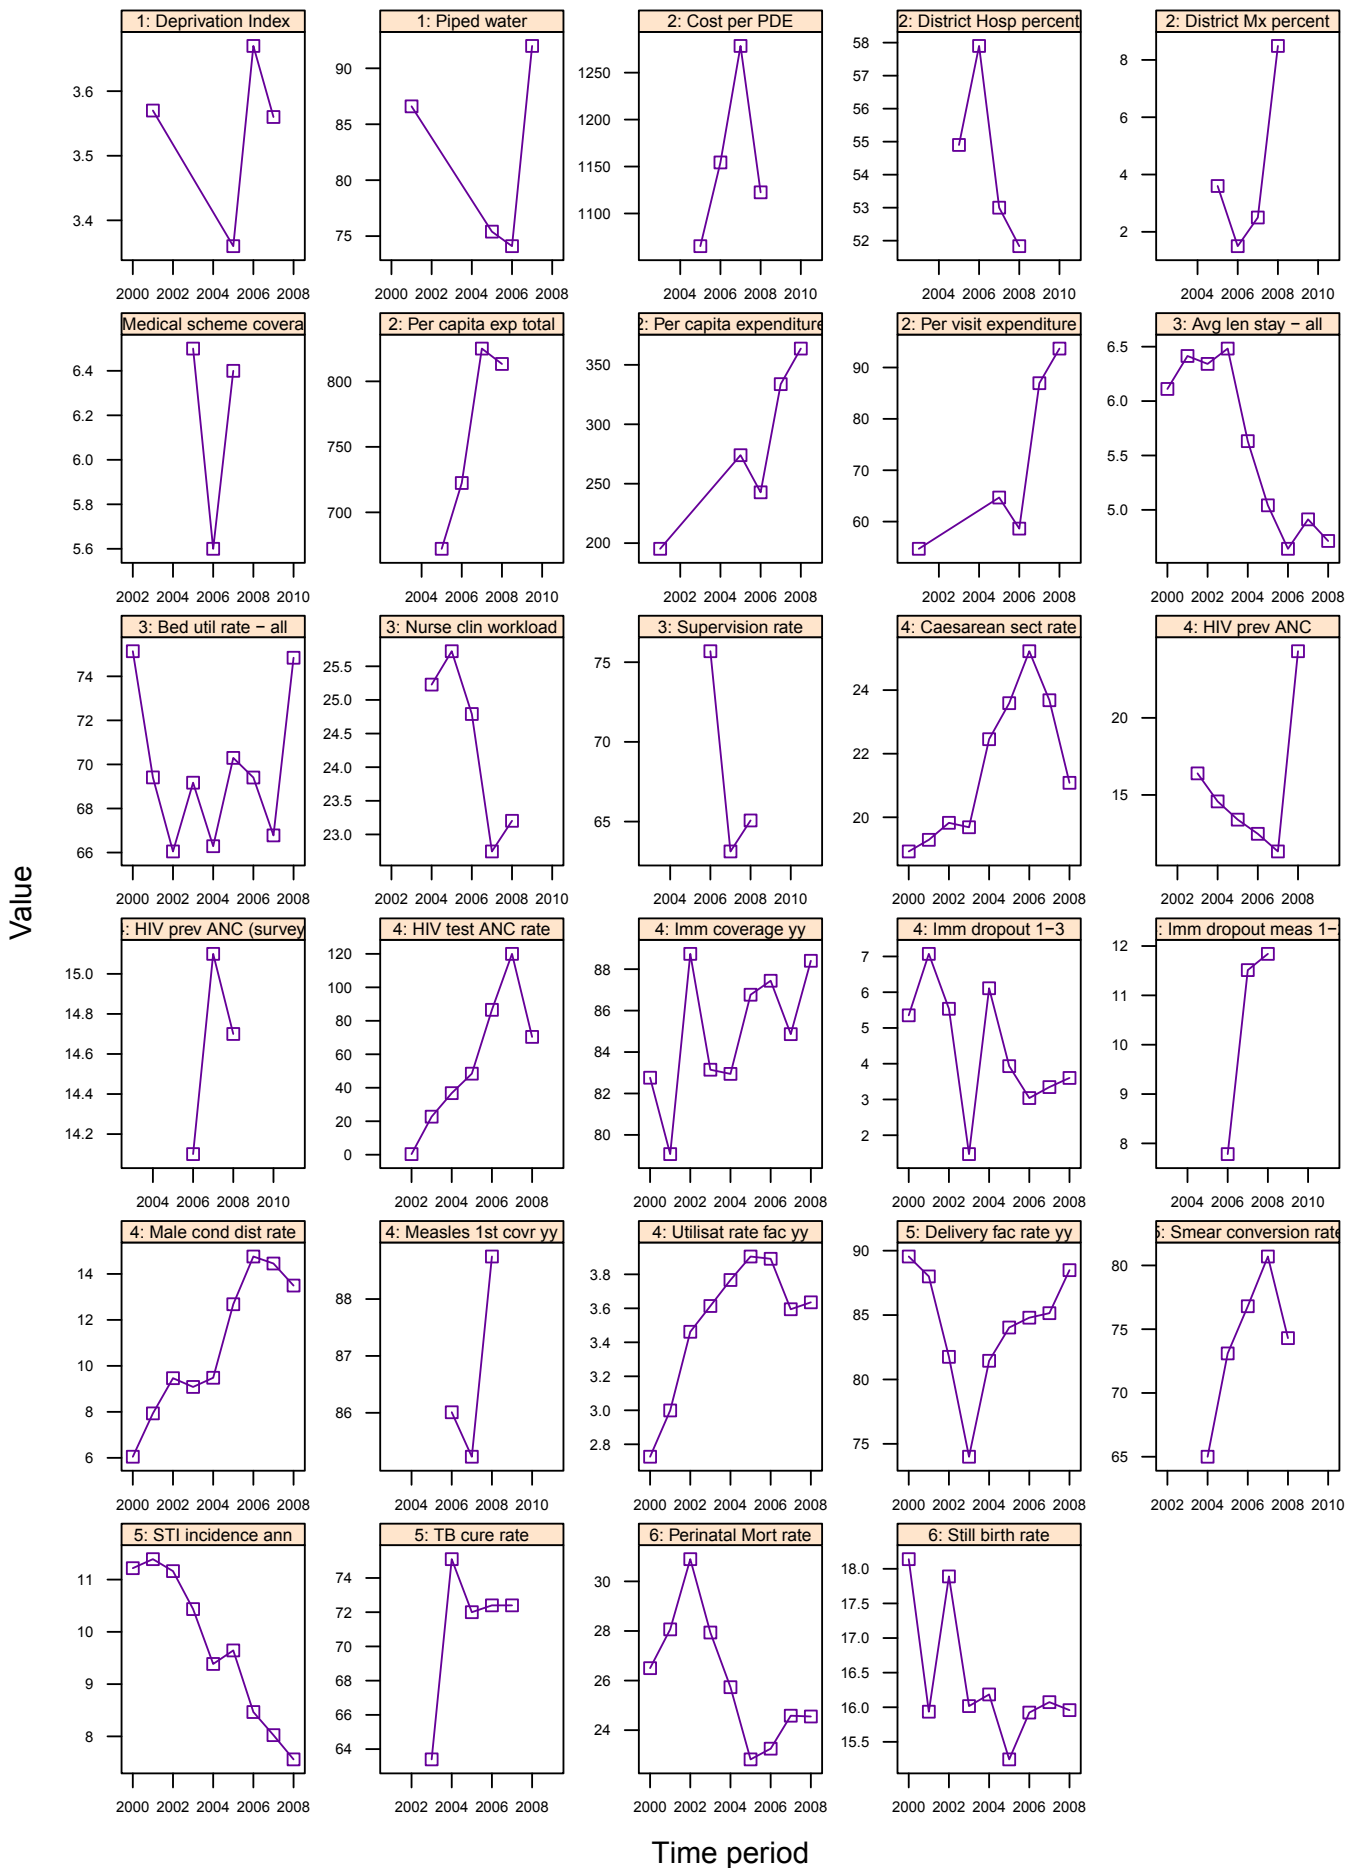 1: Deprivation Index
1: Piped water
2: Cost per PDE
2: District Hosp percent
2: District Mx percent
3.6
3.5
3.4
90
85
80
75
1250
1200
1150
1100
58
57
56
55
54
53
52
8
6
4
2
2000 2002 2004 2006 2008
2000 2002 2004 2006 2008
2004 2006 2008 2010
2004 2006 2008 2010
2004 2006 2008 2010
Medical scheme covera
2: Per capita exp total
2: Per capita expenditure
2: Per visit expenditure
3: Avg len stay − all
6.4
6.2
6.0
5.8
5.6
800
750
700
350
300
250
200
90
80
70
60
6.5
6.0
5.5
5.0
2002 2004 2006 2008 2010
2004 2006 2008 2010
2002 2004 2006 2008
2002 2004 2006 2008
2000 2002 2004 2006 2008
3: Bed util rate − all
3: Nurse clin workload
3: Supervision rate
4: Caesarean sect rate
4: HIV prev ANC
74
72
70
68
66
25.5
25.0
24.5
24.0
23.5
23.0
75
70
65
24
22
20
20
15
2000 2002 2004 2006 2008
2002 2004 2006 2008 2010
2004 2006 2008 2010
2000 2002 2004 2006 2008
2002 2004 2006 2008
4: HIV prev ANC (survey
4: HIV test ANC rate
4: Imm coverage yy
4: Imm dropout 1−3
: Imm dropout meas 1−
15.0
14.8
14.6
14.4
14.2
120
100
80
60
40
20
0
88
86
84
82
80
7
6
5
4
3
2
12
11
10
9
8
2004 2006 2008 2010
2002 2004 2006 2008
2000 2002 2004 2006 2008
2000 2002 2004 2006 2008
2004 2006 2008 2010
4: Male cond dist rate
4: Measles 1st covr yy
4: Utilisat rate fac yy
5: Delivery fac rate yy
5: Smear conversion rate
14
12
10
8
6
88
87
86
3.8
3.6
3.4
3.2
3.0
2.8
90
85
80
75
80
75
70
65
2000 2002 2004 2006 2008
2004 2006 2008 2010
2000 2002 2004 2006 2008
2000 2002 2004 2006 2008
2002 2004 2006 2008 2010
5: STI incidence ann
5: TB cure rate
6: Perinatal Mort rate
6: Still birth rate
11
10
9
8
74
72
70
68
66
64
30
28
26
24
18.0
17.5
17.0
16.5
16.0
15.5
2000 2002 2004 2006 2008
2002 2004 2006 2008
2000 2002 2004 2006 2008
2000 2002 2004 2006 2008
Value
Time period